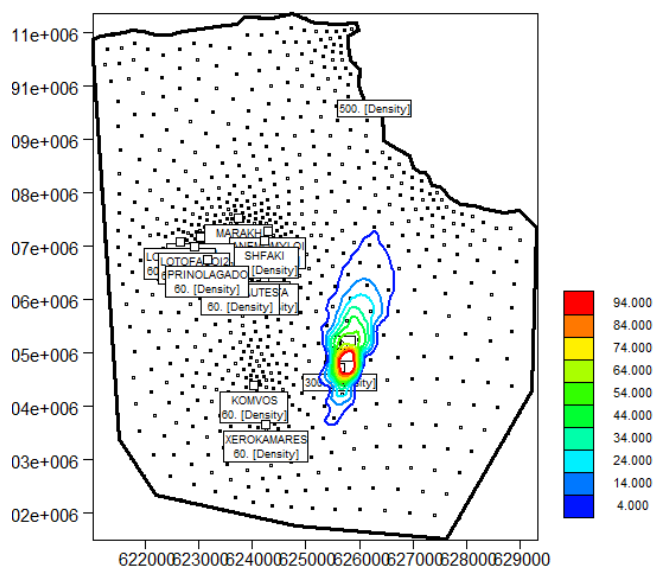 11e+006
91e+006
09e+006
08e+006
07e+006
06e+006
05e+006
04e+006
03e+006
02e+006
500. [Density]
MARAKH
SHFAKI
[Density]
LOTOFAGOI2
PRINOLAGADO
60. [Density]
60. [Density]
KOMVOS
60. [Density]
XEROKAMARES
60. [Density]
94.000
84.000
74.000
64.000
54.000
44.000
34.000
24.000
14.000
4.000
622000
623000
624000
625000
626000
627000
628000
629000